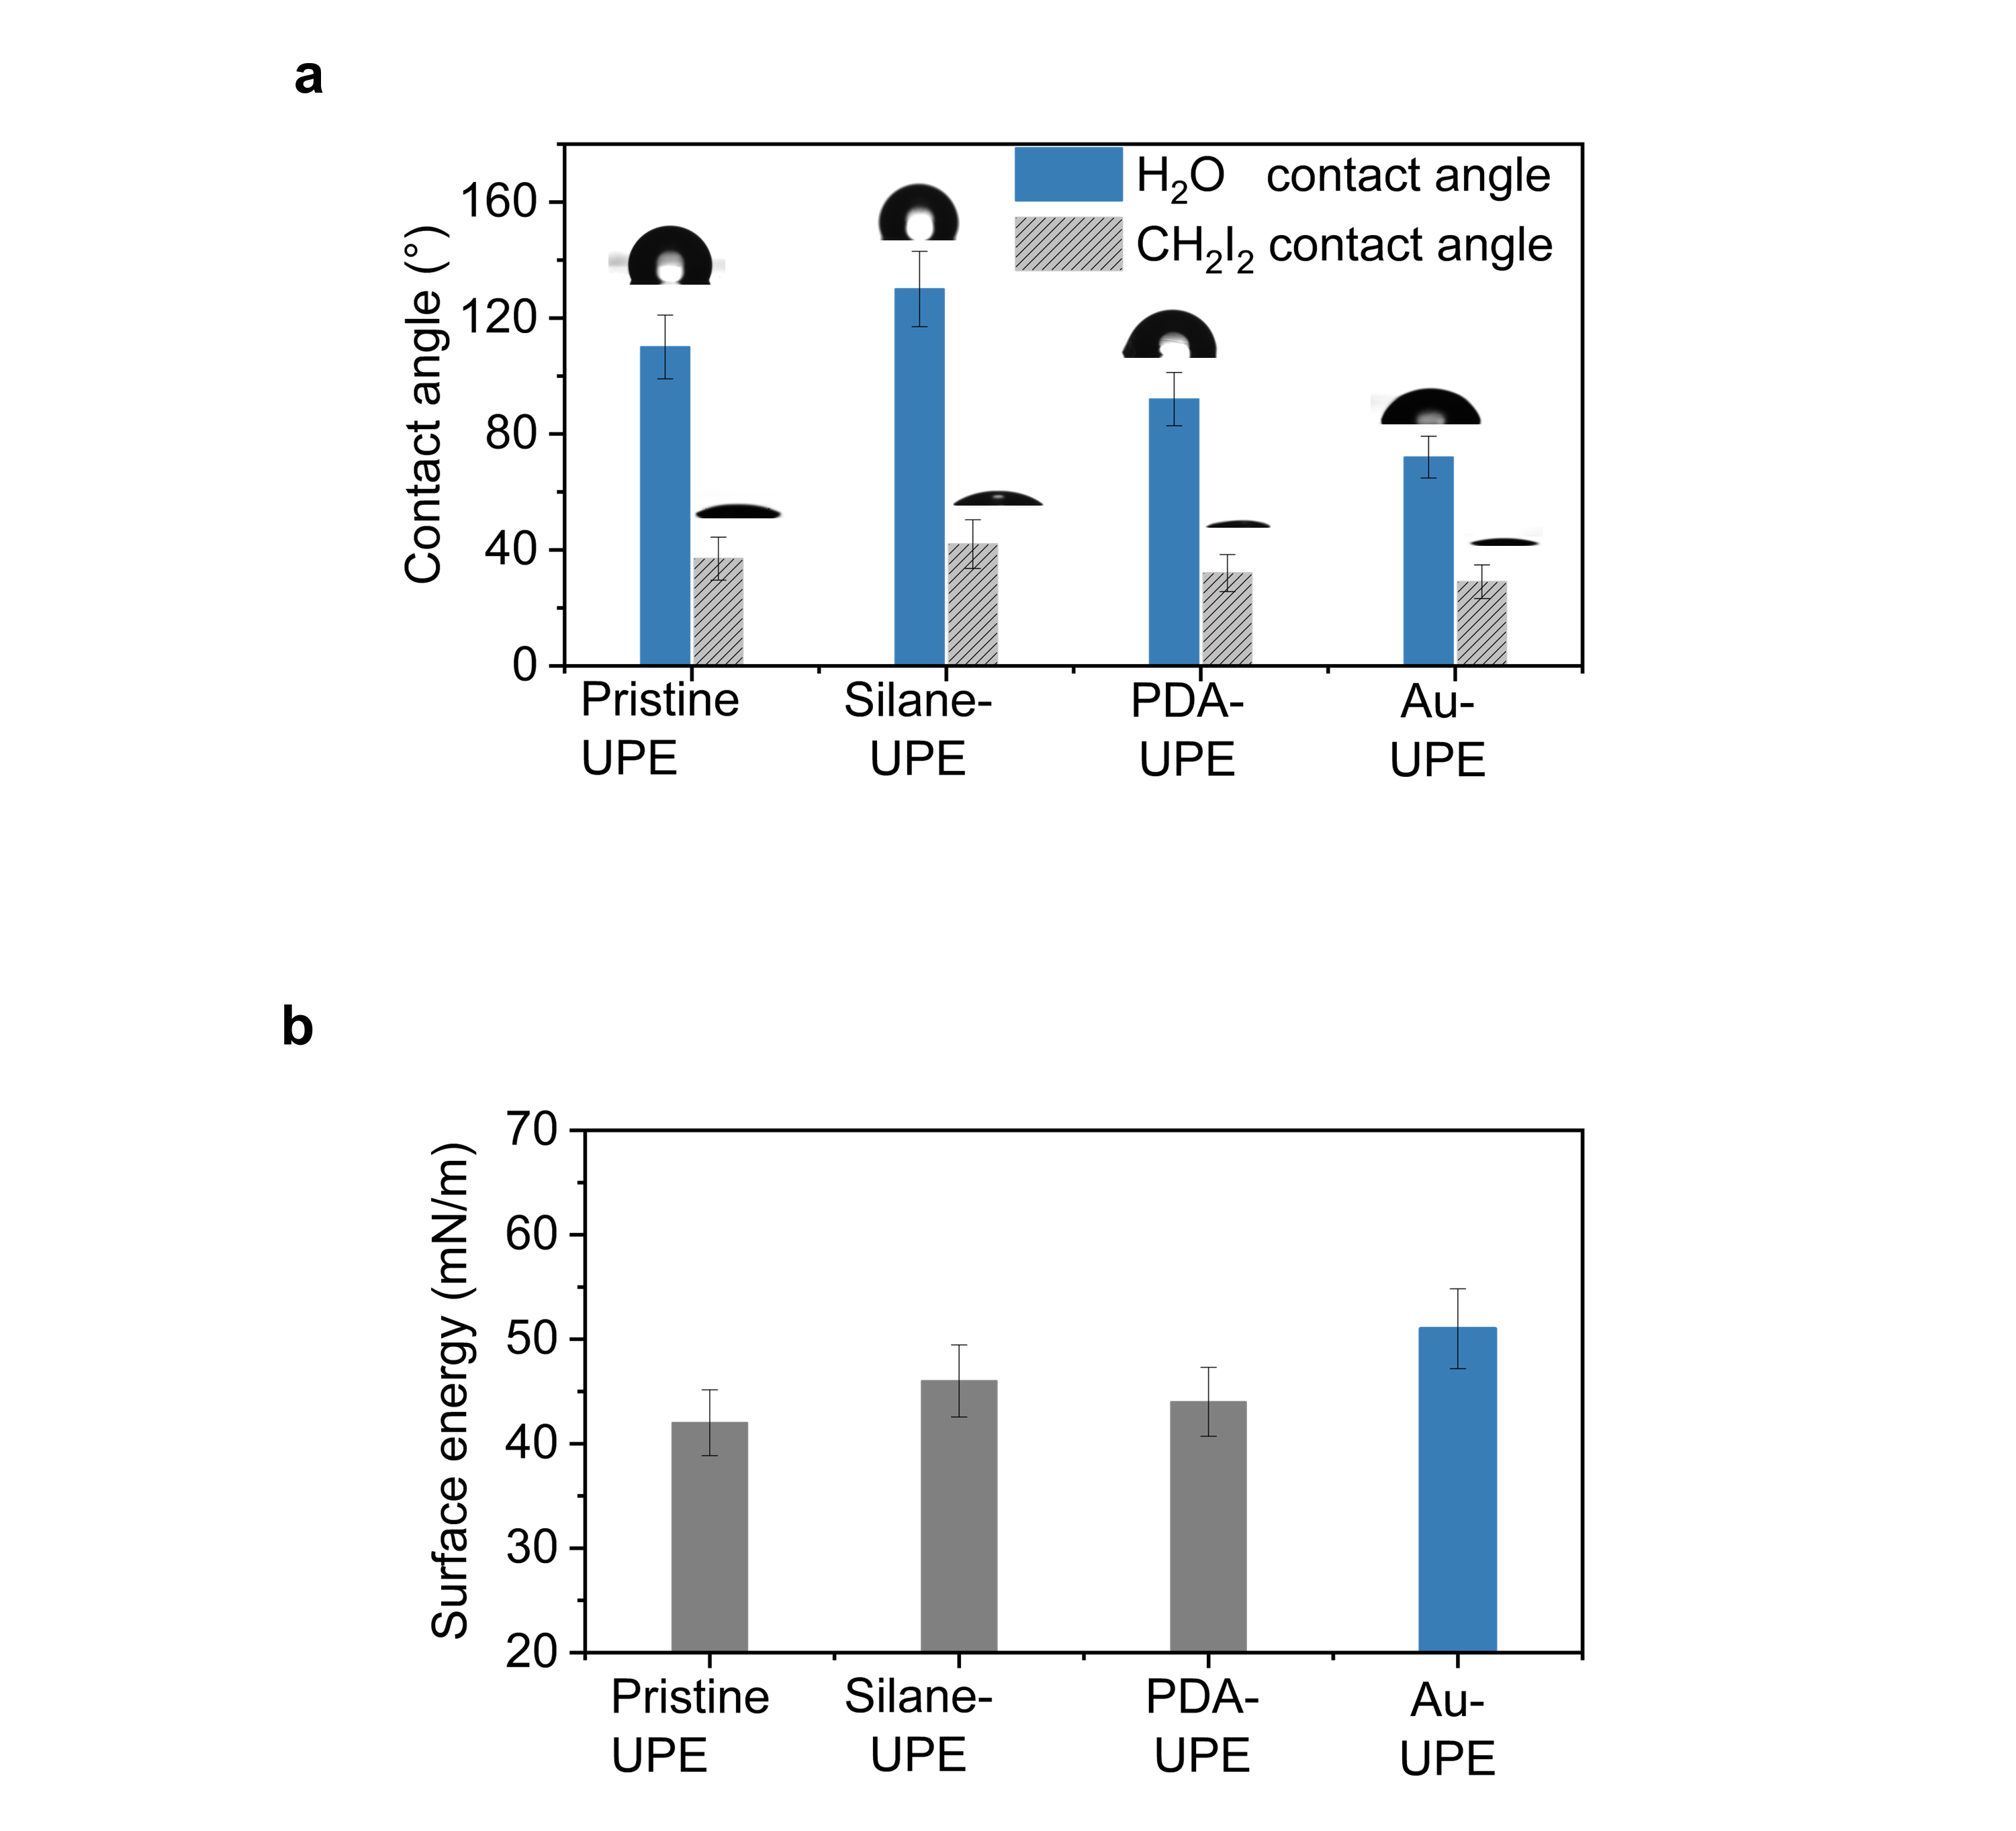 a
H₂O contact angle
CH₂I₂ contact angle
Contact angle (°)
160
120
80
40
0
Pristine UPE
Silane-UPE
PDA-UPE
Au-UPE
b
Surface energy (mN/m)
70
60
50
40
30
20
Pristine UPE
Silane-UPE
PDA-UPE
Au-UPE